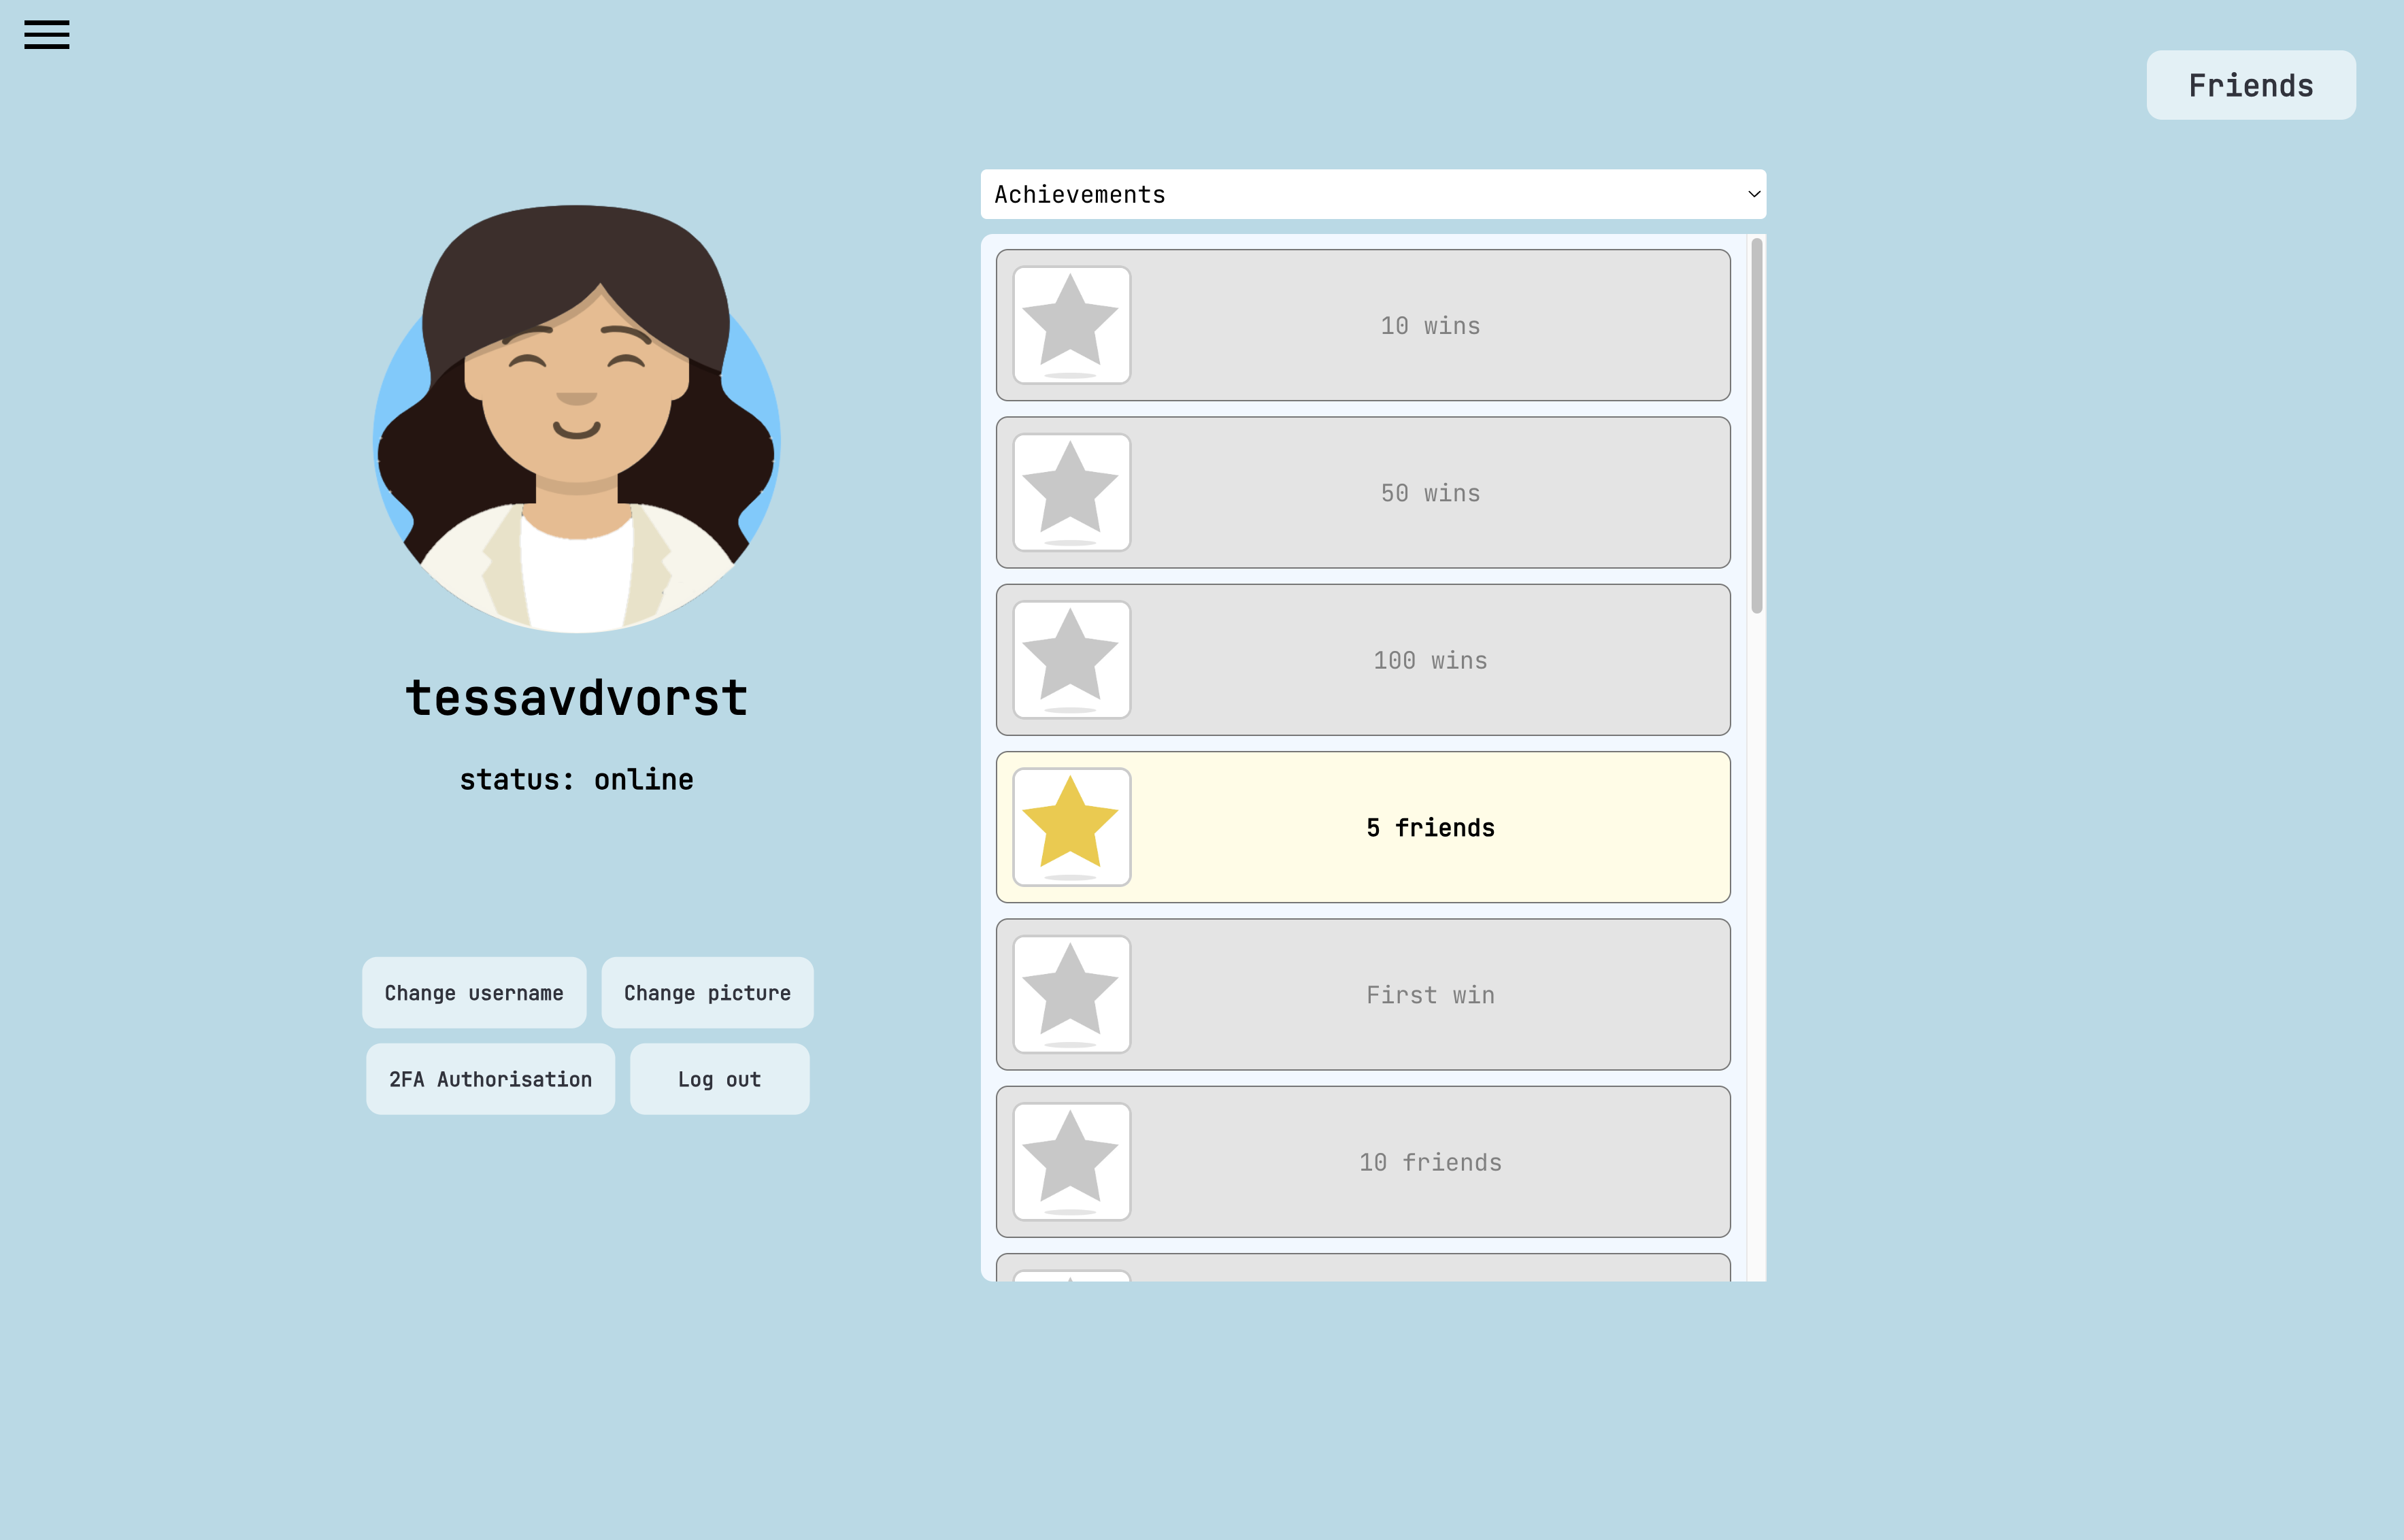 Friends
Achievements
10 wins
50 wins
100 wins
5 friends
First win
10 friends
tessavdvorst
status: online
Change username
Change picture
2FA Authorisation
Log out